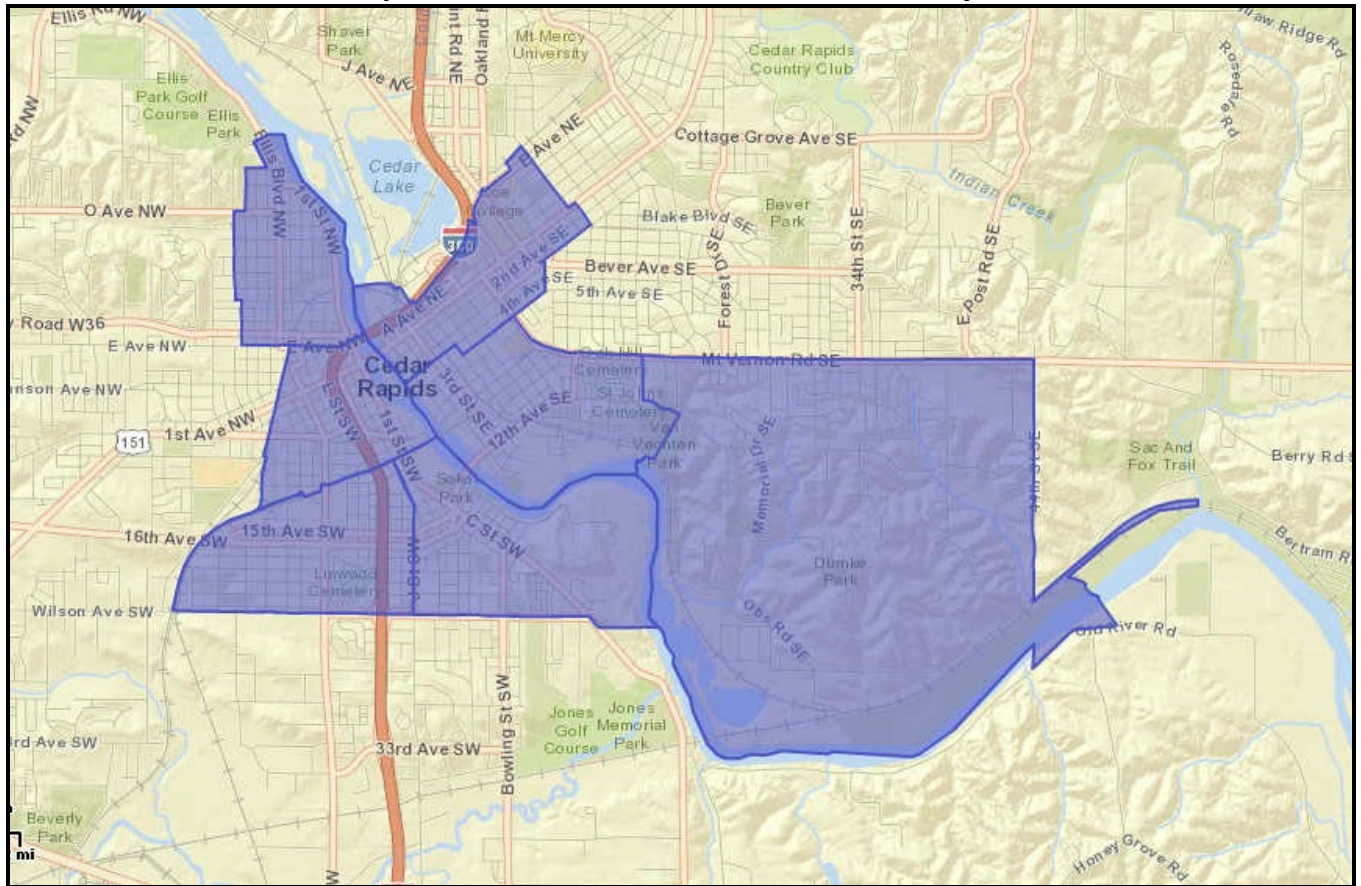 Ellis Rd NW
Shaver
Park
J Ave NE
Oakland
Mt Mercy
University
Cedar Rapids
Country Club
Ridge Rd
Rosedale Rd
Ellis
Park Golf
Course
Ellis
Park
E Ave NE
Cottage Grove Ave SE
Cedar
Lake
Indian Creek
Ellis Blvd NW
1st St NW
O Ave NW
College
380
2nd Ave SE
Blake Blvd SE
Bever
Park
34th St SE
E Post Rd SE
Forest Dr SE
Bever Ave SE
5th Ave SE
4th Ave SE
A Ave NE
Road W36
E Ave NW
E Ave NW
Cedar
Rapids
Oak Hill
Cemetery
Mt Vernon Rd SE
St Johns
Cemetery
Van
Vechten
Park
3rd St SE
12th Ave SE
L St SW
1st St SW
1st Ave NW
151
Memorial Dr SE
44th St SE
Sac And
Fox Trail
Berry Rd
Park
C St SW
16th Ave SW
15th Ave SW
J St SW
Linwood
Cemetery
Wilson Ave SW
Dumke
Park
Otis Rd SE
Old River Rd
Bertram
Bowling St SW
Jones
Golf
Course
Jones
Memorial
Park
33rd Ave SW
Beverly
Park
mi
Honey Grove Rd